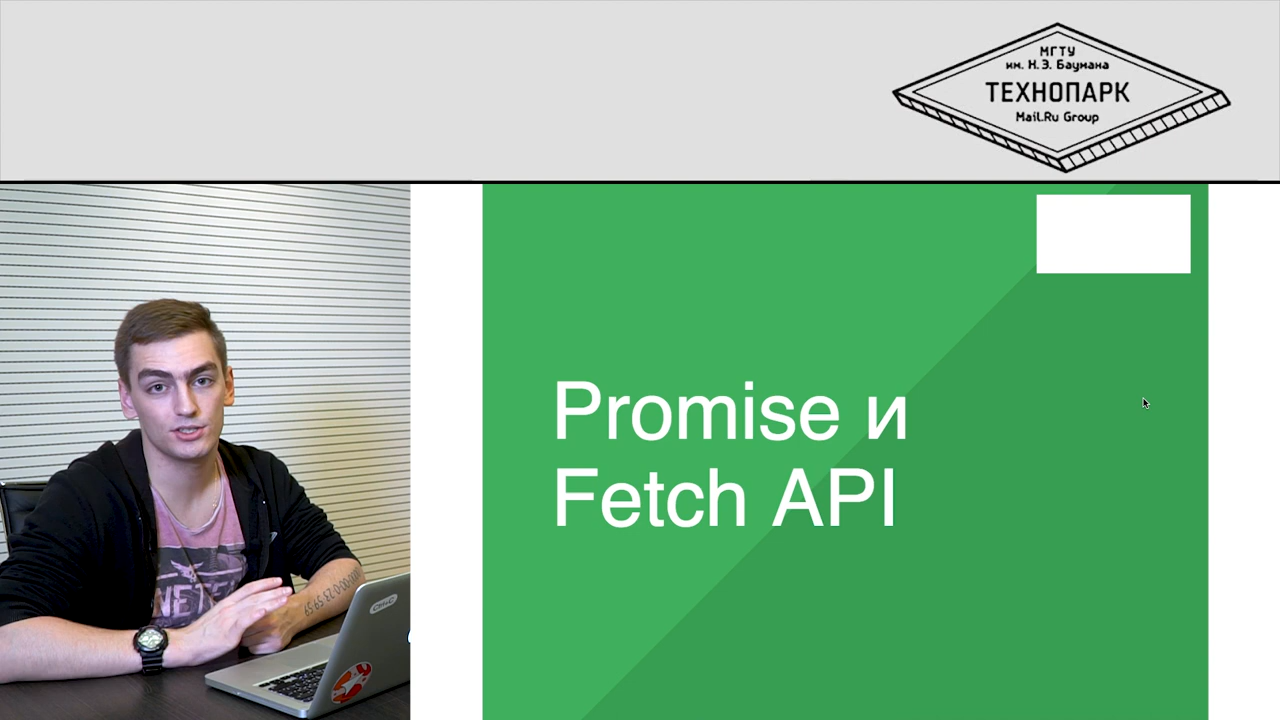 МГТУ
им. Н.Э. Баумана
ТЕХНОПАРК
Mail.Ru Group
Promise и
Fetch API